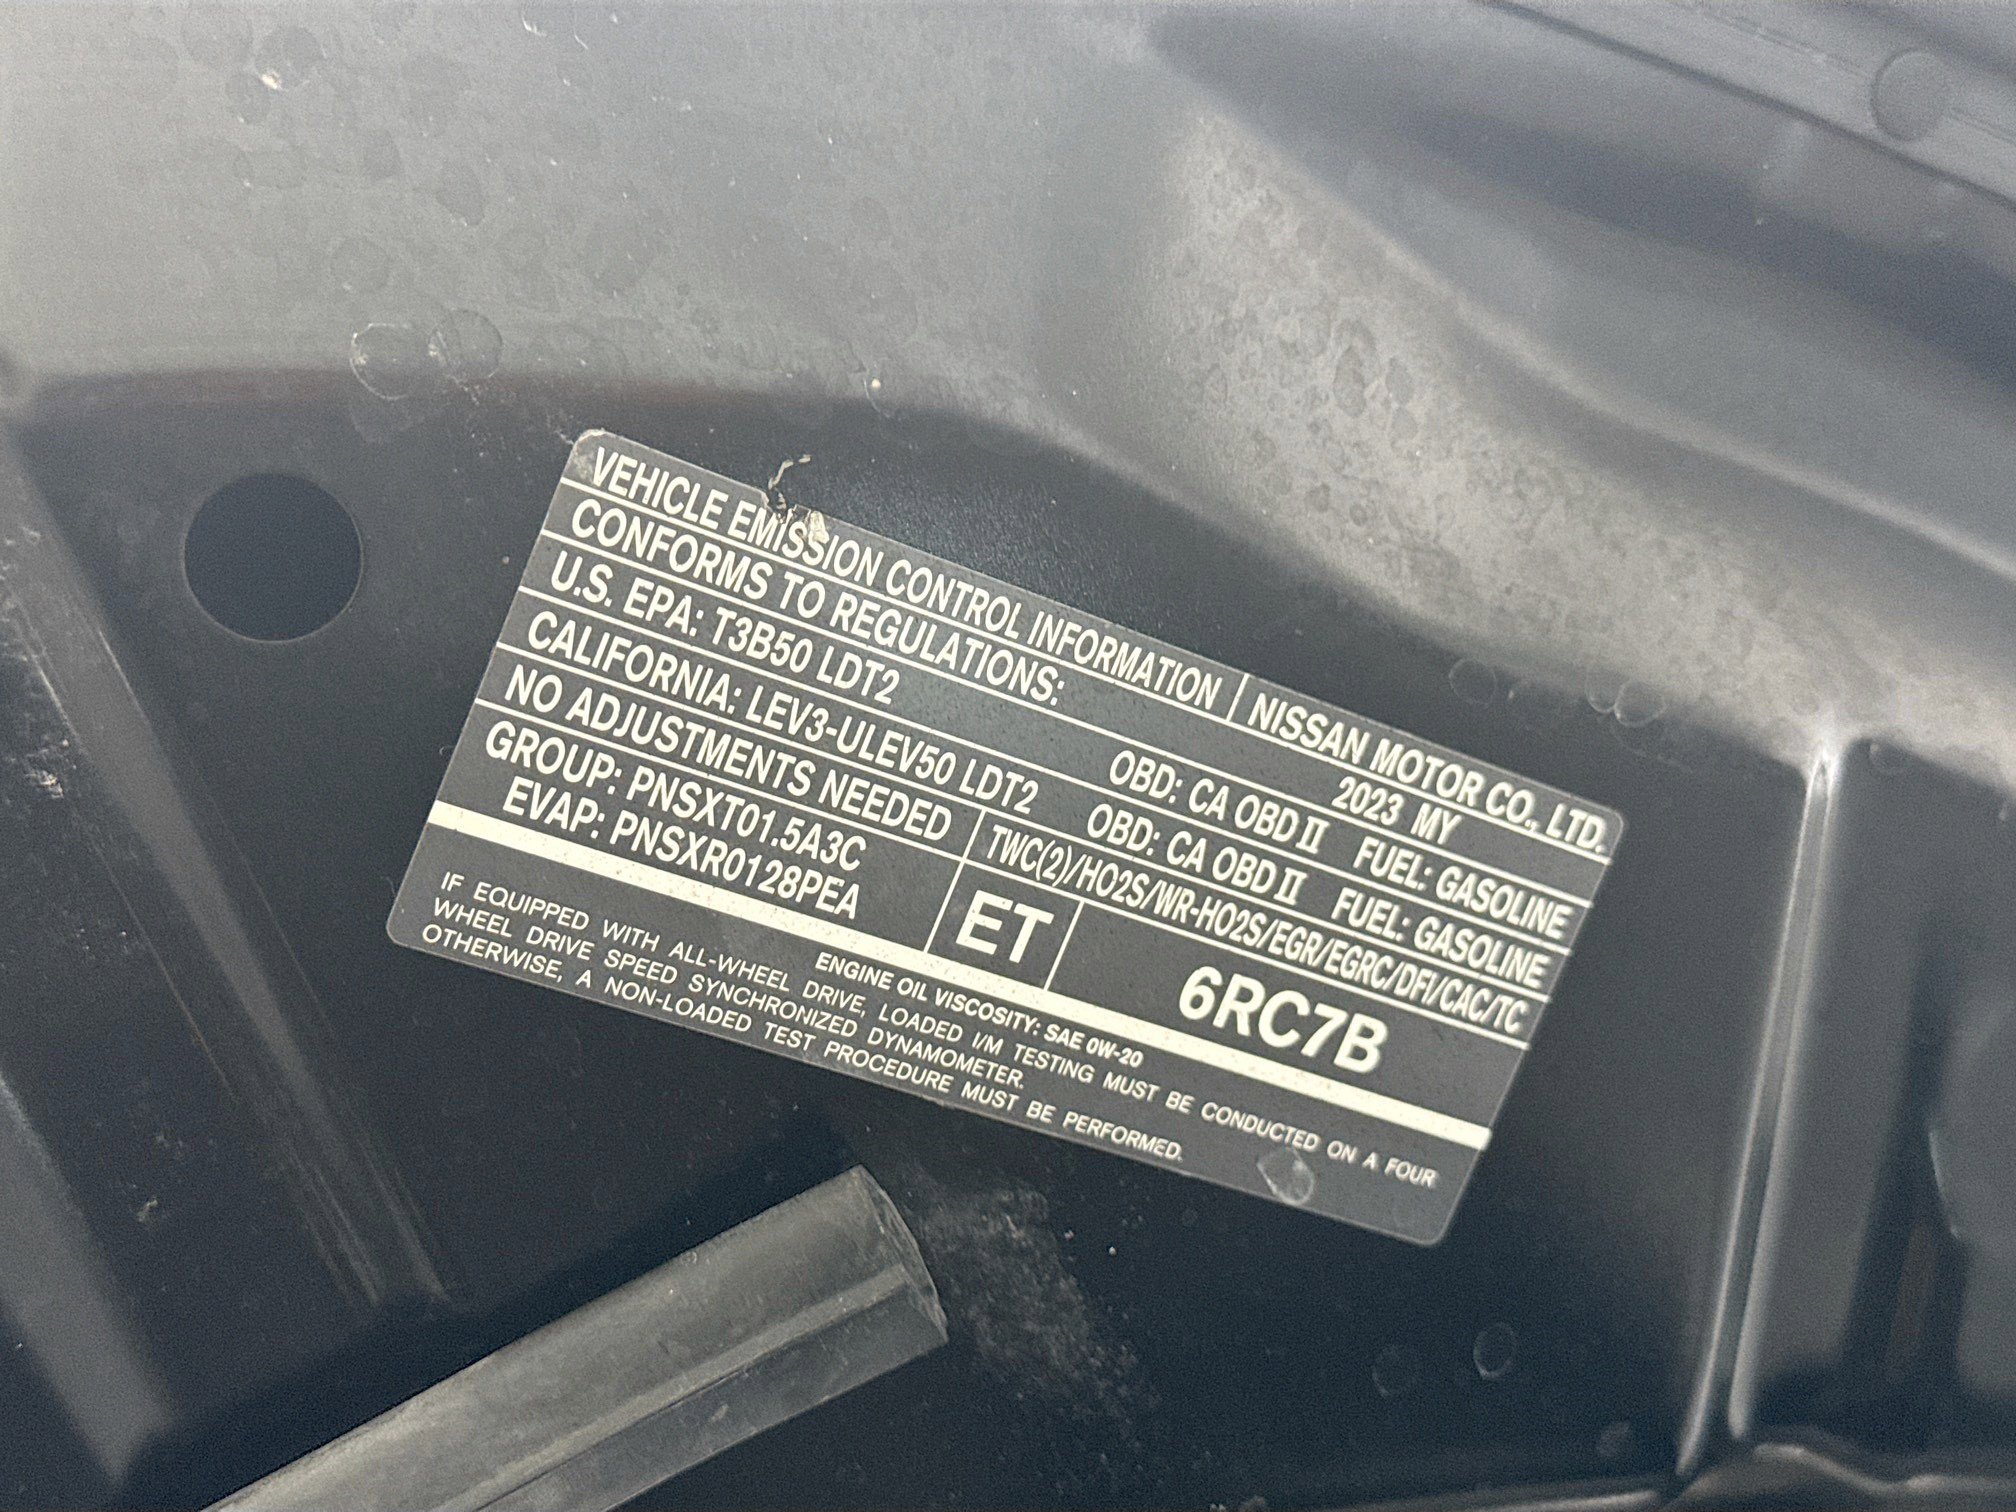 VEHICLE EMISSION CONTROL INFORMATION | NISSAN MOTOR CO., LTD.
CONFORMS TO REGULATIONS: 2023 MY
U.S. EPA: T3B50 LDT2 OBD: CA OBD II FUEL: GASOLINE
CALIFORNIA: LEV3-ULEV50 LDT2 OBD: CA OBD II FUEL: GASOLINE
NO ADJUSTMENTS NEEDED TWC(2)/HO2S/WR-HO2S/EGR/EGRC/DFI/CAC/TC
GROUP: PNSXT01.5A3C
EVAP: PNSXR0128PEA
ET
6RC7B
ENGINE OIL VISCOSITY: SAE 0W-20
IF EQUIPPED WITH ALL-WHEEL DRIVE, LOADED I/M TESTING MUST BE CONDUCTED ON A FOUR
WHEEL DRIVE SPEED SYNCHRONIZED DYNAMOMETER.
OTHERWISE, A NON-LOADED TEST PROCEDURE MUST BE PERFORMED.